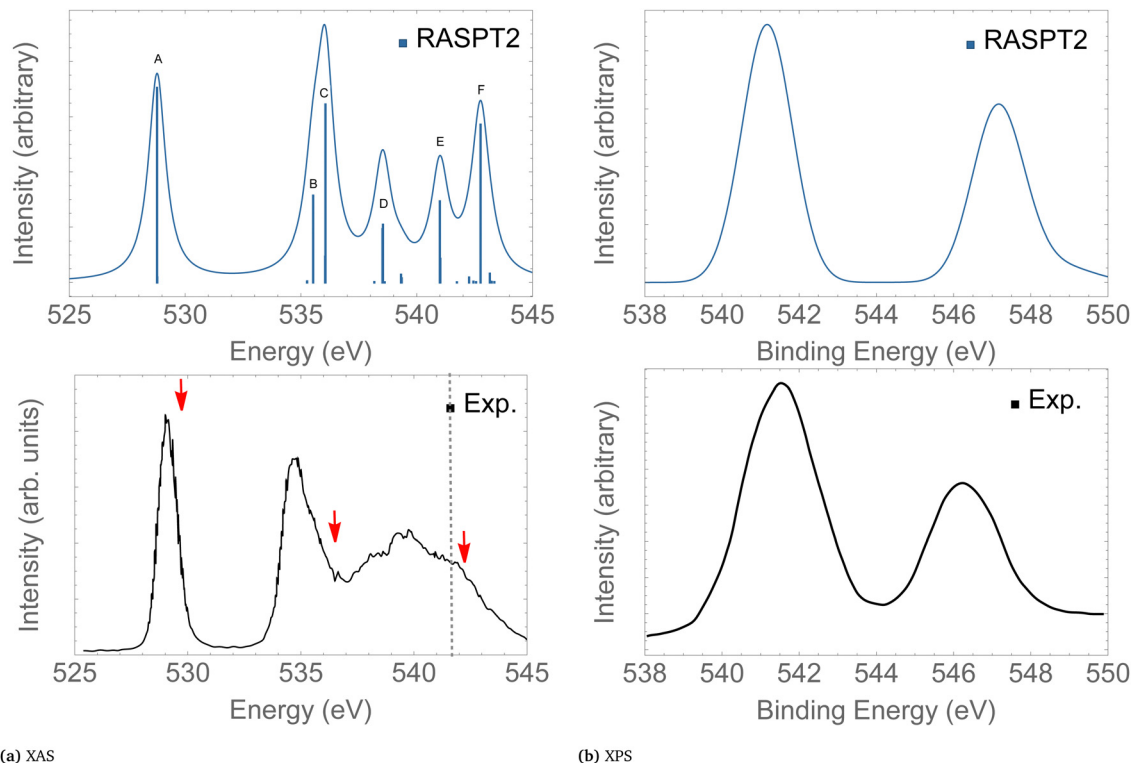 Intensity (arbitrary)
RASPT2
A
B
C
D
E
F
525 530 535 540 545
Energy (eV)
Intensity (arbitrary)
RASPT2
538 540 542 544 546 548 550
Binding Energy (eV)
Intensity (arb. units)
Exp.
525 530 535 540 545
Energy (eV)
Intensity (arbitrary)
Exp.
538 540 542 544 546 548 550
Binding Energy (eV)
(a) XAS
(b) XPS